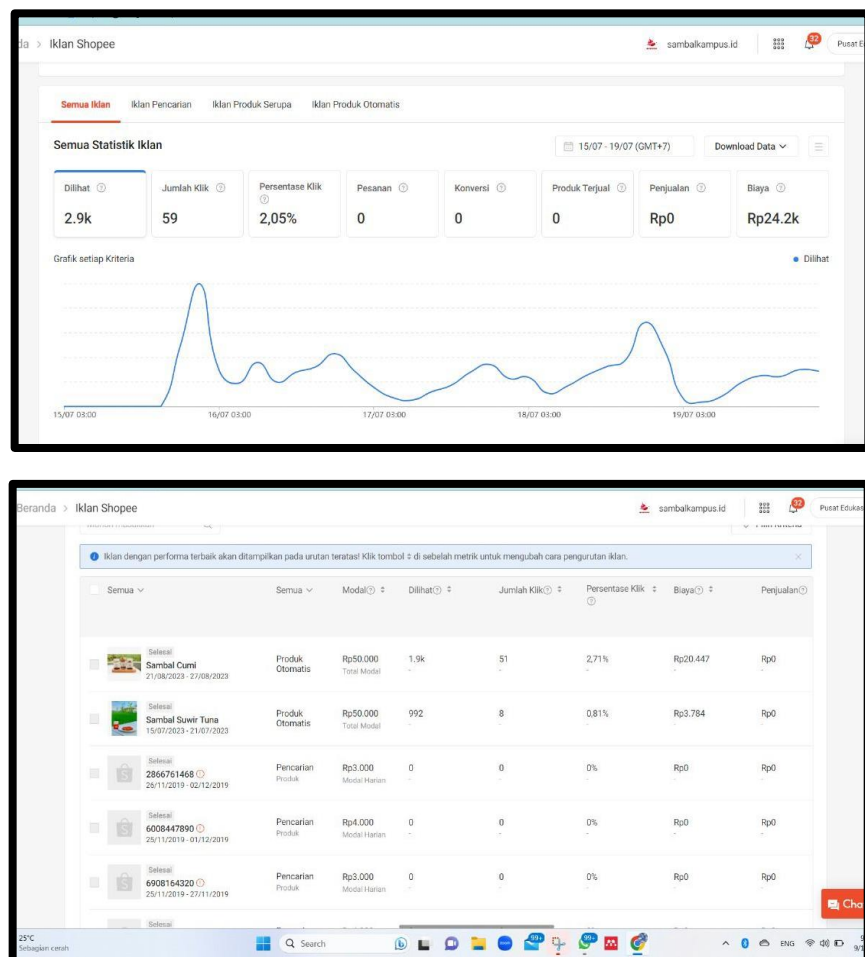 da > Iklan Shopee
sambalkampus.id
32
Pusat E
Semua Iklan Iklan Pencarian Iklan Produk Serupa Iklan Produk Otomatis
Semua Statistik Iklan
15/07 - 19/07 (GMT+7)
Download Data
Dilihat Jumlah Klik Persentase Klik Pesanan Konversi Produk Terjual Penjualan Biaya
2.9k 59 2,05% 0 0 0 Rp0 Rp24.2k
Grafik setiap Kriteria
Dilihat
15/07 03:00 16/07 03:00 17/07 03:00 18/07 03:00 19/07 03:00
Beranda > Iklan Shopee
sambalkampus.id
32
Pusat Edukas
Iklan dengan performa terbaik akan ditampilkan pada urutan teratas! Klik tombol di sebelah metrik untuk mengubah cara pengurutan iklan.
Semua Semua Modal Dilihat Jumlah Klik Persentase Klik Biaya Penjualan
Selesai
Sambal Cumi
21/08/2023 - 27/08/2023
Produk Otomatis
Rp50.000
Total Modal
1.9k 51 2,71% Rp20.447 Rp0
- - - - -
Selesai
Sambal Suwir Tuna
15/07/2023 - 21/07/2023
Produk Otomatis
Rp50.000
Total Modal
992 8 0,81% Rp3.784 Rp0
- - - - -
Selesai
2866761468
26/11/2019 - 02/12/2019
Pencarian
Produk
Rp3.000
Modal Harian
0 0 0% Rp0 Rp0
- - - - -
Selesai
6008447890
25/11/2019 - 01/12/2019
Pencarian
Produk
Rp4.000
Modal Harian
0 0 0% Rp0 Rp0
- - - - -
Selesai
6908164320
25/11/2019 - 27/11/2019
Pencarian
Produk
Rp3.000
Modal Harian
0 0 0% Rp0 Rp0
- - - - -
Selesai
Cha
25°C
Sebagian cerah
Search
99+
99+
ENG